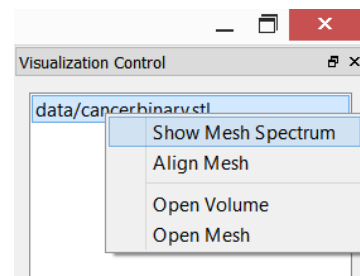 Visualization Control
data/cancerbinary.stl
Show Mesh Spectrum
Align Mesh
Open Volume
Open Mesh